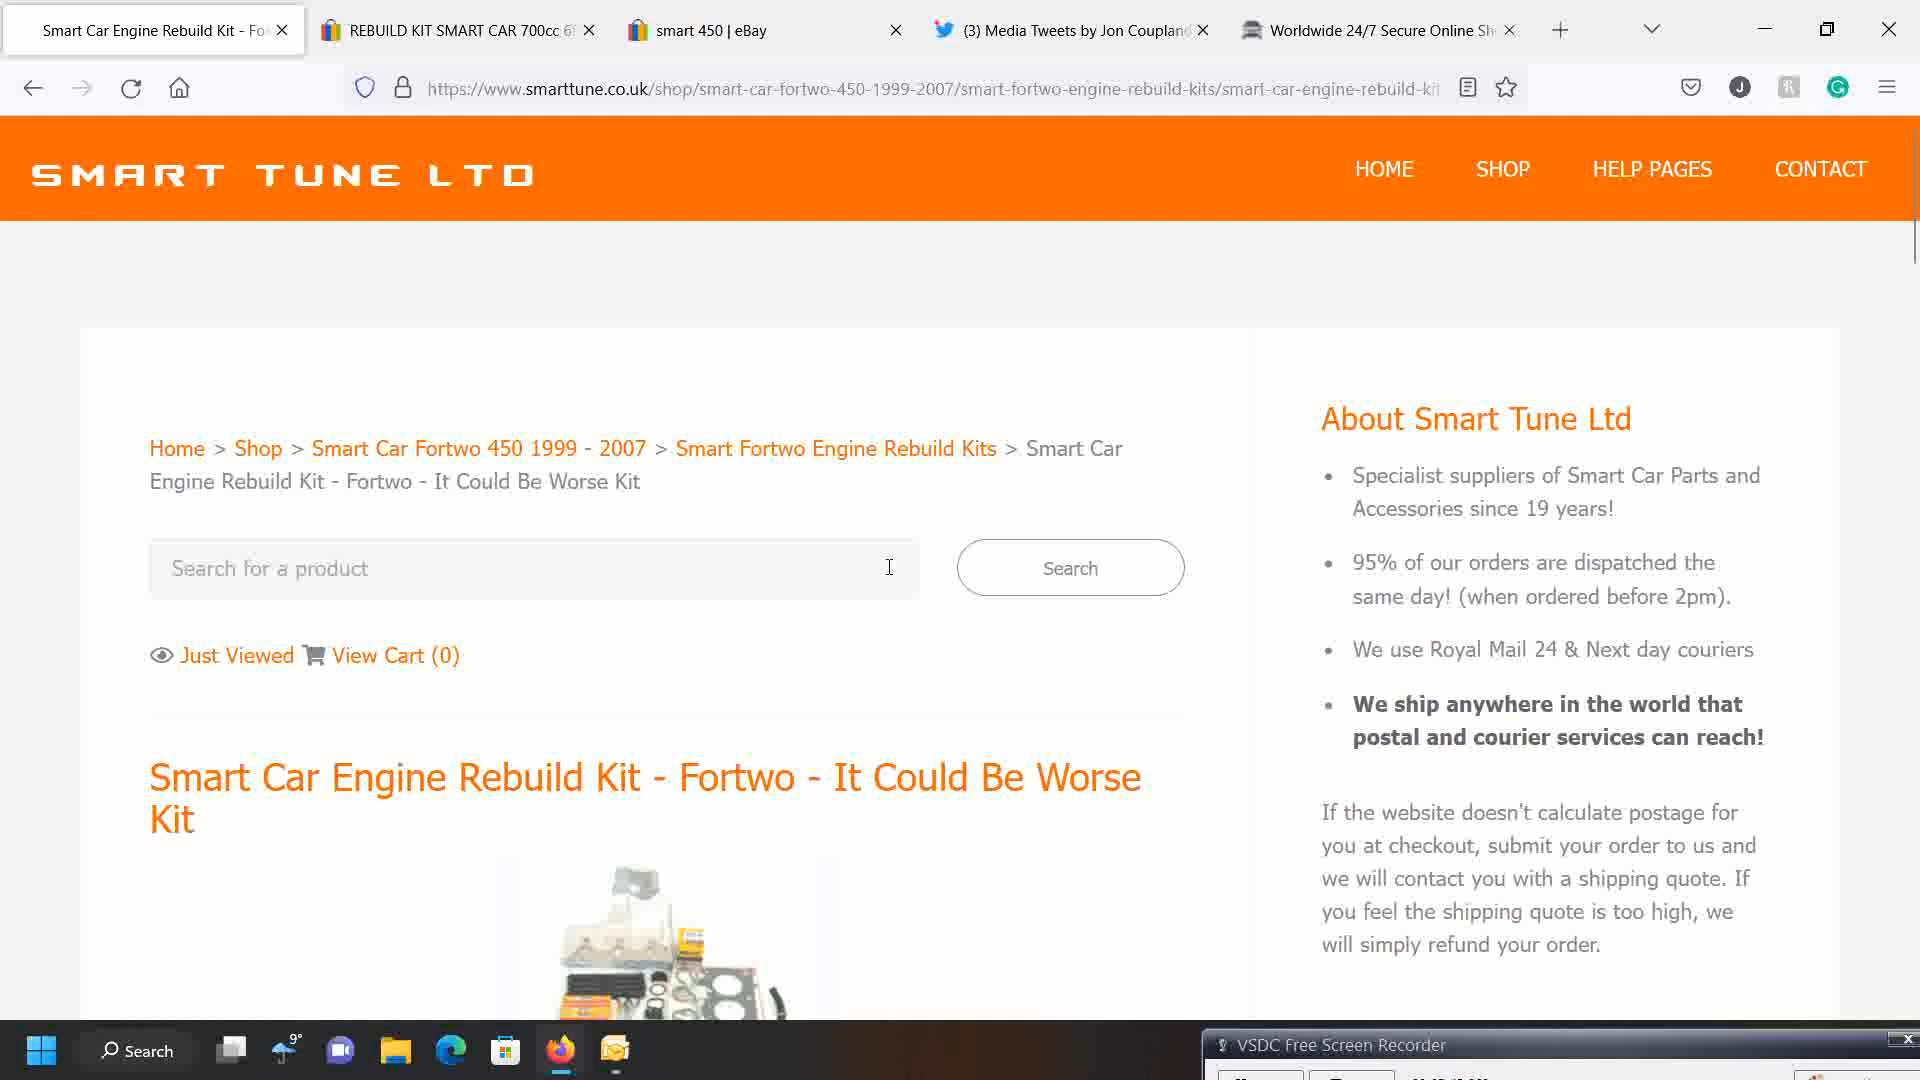 Smart Car Engine Rebuild Kit - Fo
REBUILD KIT SMART CAR 700cc 6
smart 450 | eBay
(3) Media Tweets by Jon Coupland
Worldwide 24/7 Secure Online Sh
https://www.smarttune.co.uk/shop/smart-car-fortwo-450-1999-2007/smart-fortwo-engine-rebuild-kits/smart-car-engine-rebuild-kit
J
SMART TUNE LTD
HOME
SHOP
HELP PAGES
CONTACT
Home > Shop > Smart Car Fortwo 450 1999 - 2007 > Smart Fortwo Engine Rebuild Kits > Smart Car
Engine Rebuild Kit - Fortwo - It Could Be Worse Kit
Search for a product
Search
Just Viewed View Cart (0)
Smart Car Engine Rebuild Kit - Fortwo - It Could Be Worse
Kit
About Smart Tune Ltd
• Specialist suppliers of Smart Car Parts and
Accessories since 19 years!
• 95% of our orders are dispatched the
same day! (when ordered before 2pm).
• We use Royal Mail 24 & Next day couriers
• We ship anywhere in the world that
postal and courier services can reach!
If the website doesn't calculate postage for
you at checkout, submit your order to us and
we will contact you with a shipping quote. If
you feel the shipping quote is too high, we
will simply refund your order.
Search
9°
VSDC Free Screen Recorder